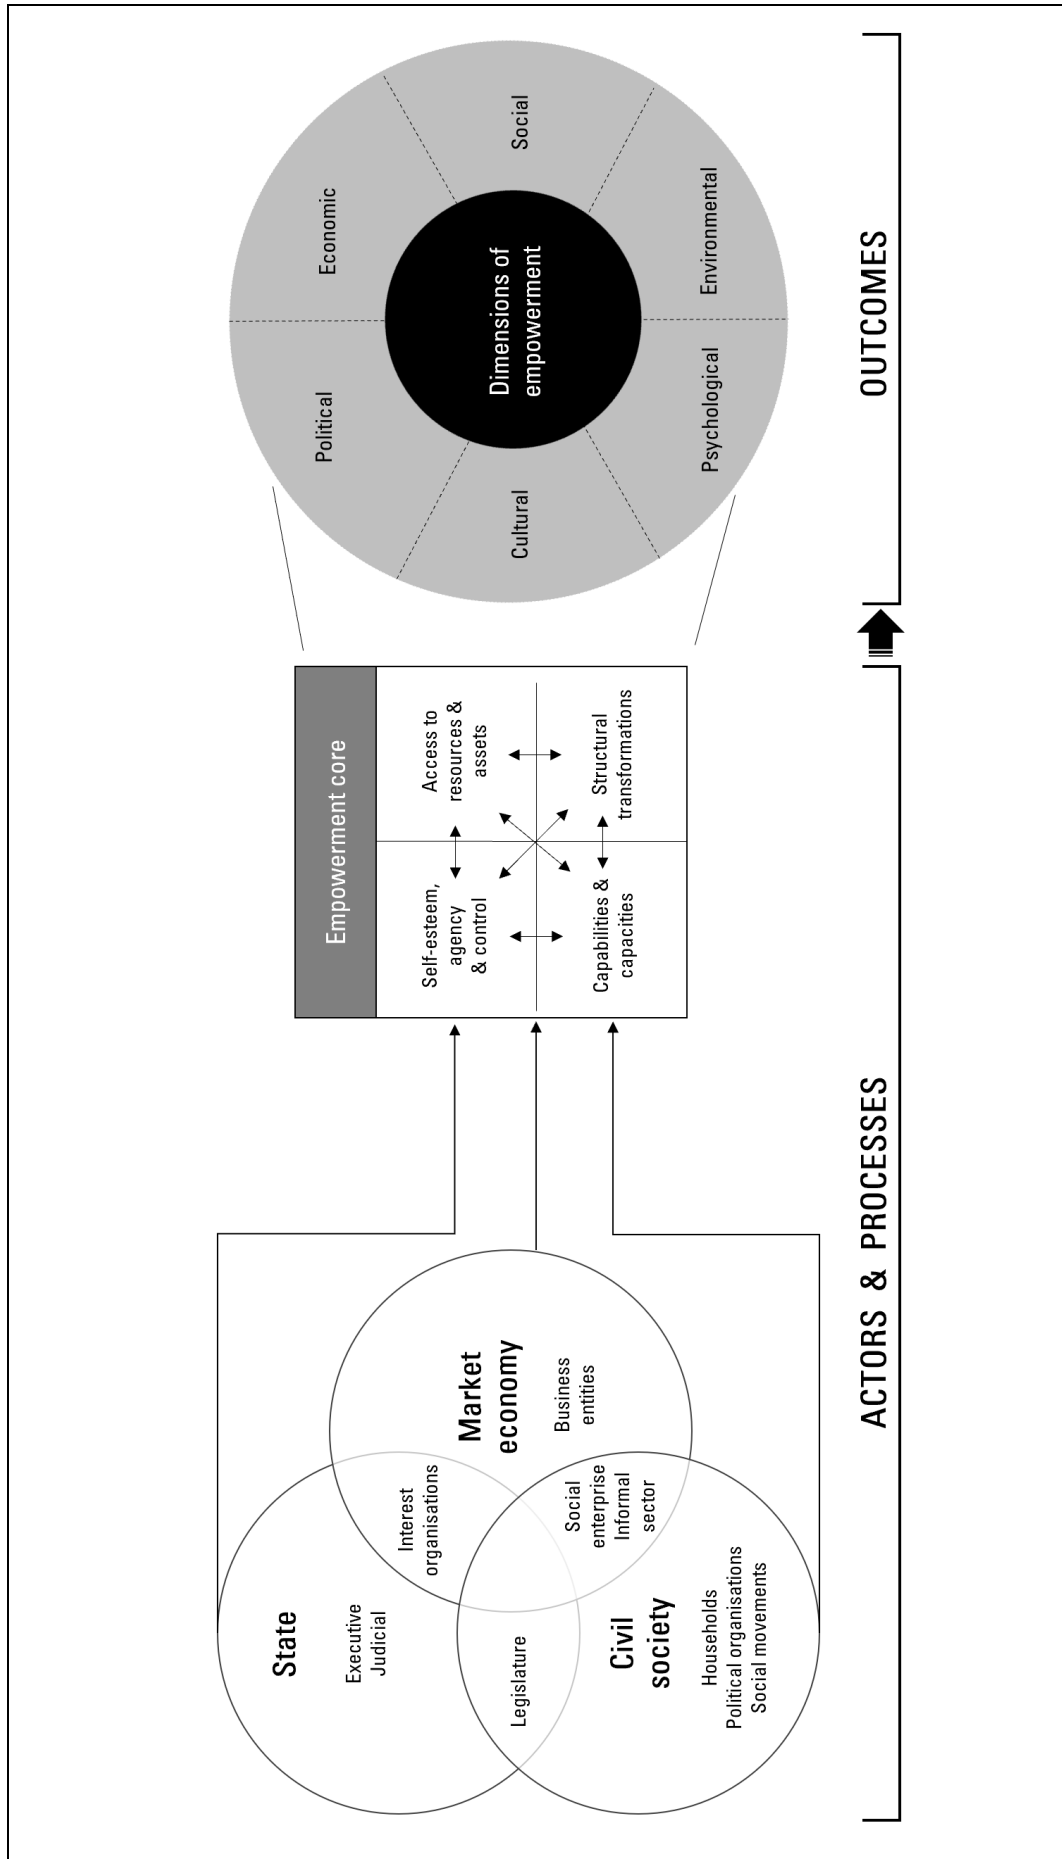 State
Executive
Judicial
Interest
organisations
Market
economy
Business
entities
Legislature
Social
enterprise
Informal
sector
Civil
society
Households
Political organisations
Social movements
Empowerment core
Self-esteem,
agency
& control
Access to
resources &
assets
Capabilities &
capacities
Structural
transformations
Political
Economic
Cultural
Dimensions of
empowerment
Social
Psychological
Environmental
ACTORS & PROCESSES
OUTCOMES